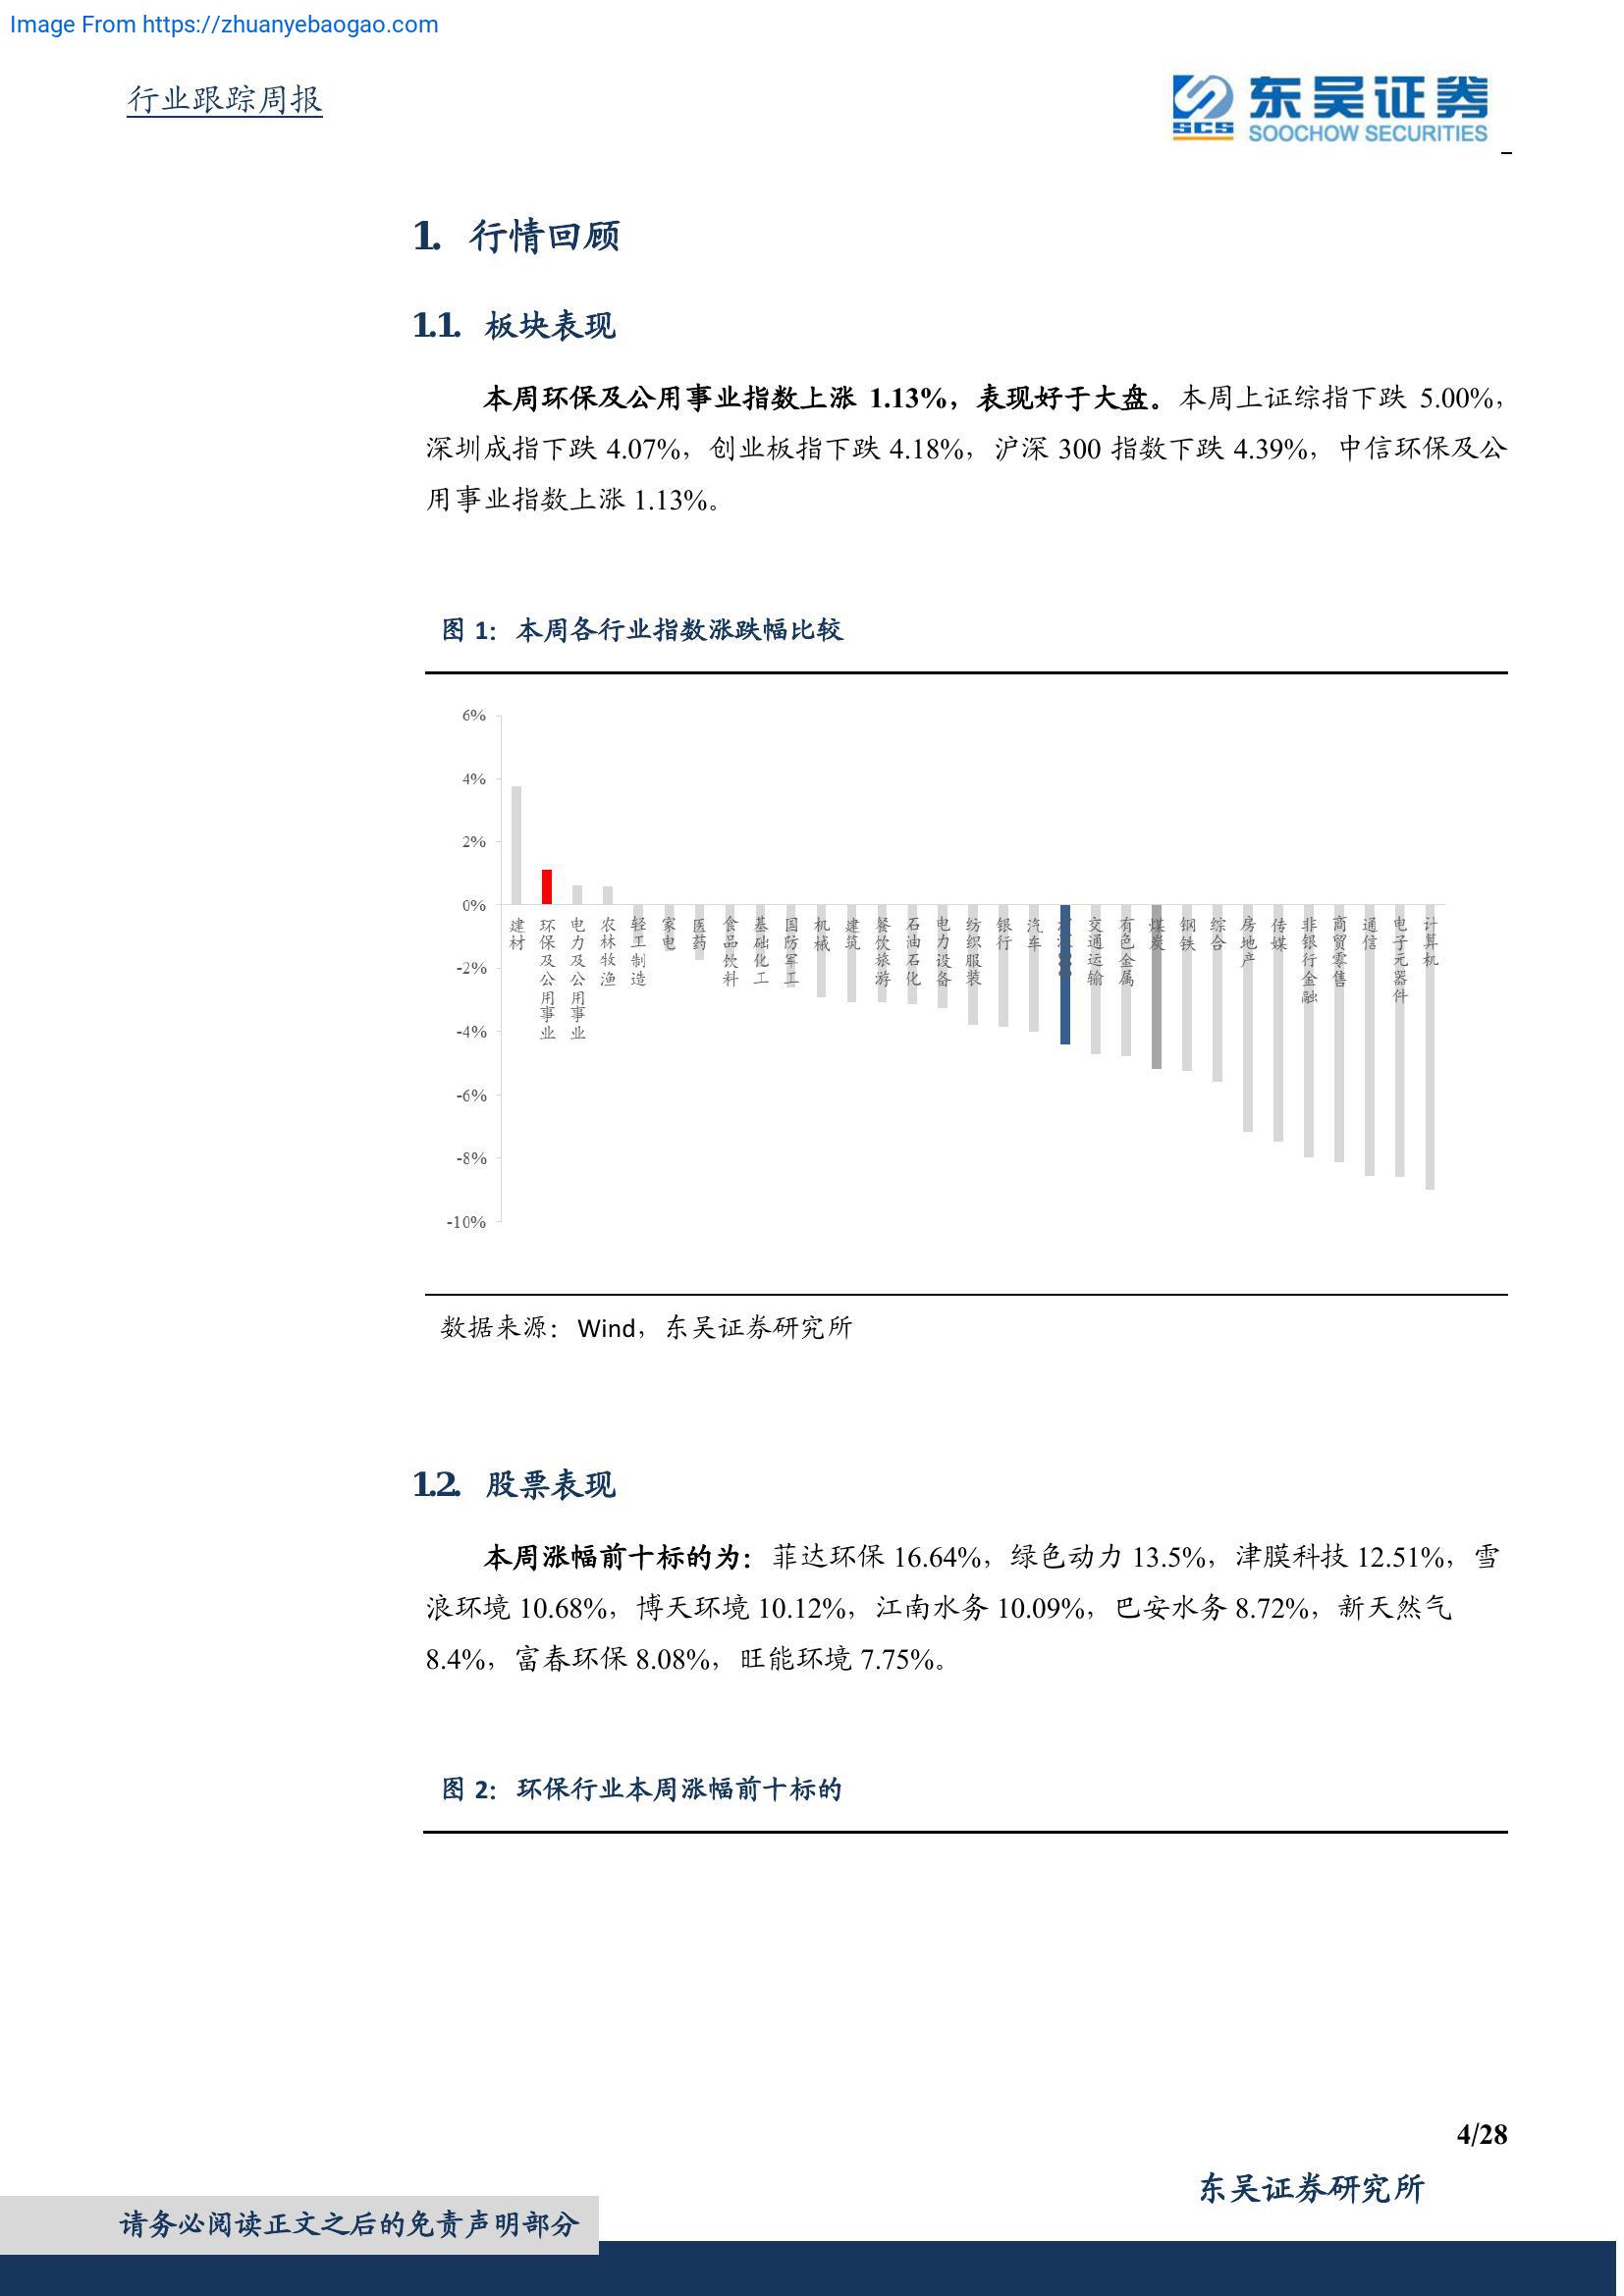 Image From https://zhuanyebaogao.com
行业跟踪周报
SCS
东吴证券
SOOCHOW SECURITIES
1. 行情回顾
1.1. 板块表现
本周环保及公用事业指数上涨 1.13%，表现好于大盘。本周上证综指下跌 5.00%，
深圳成指下跌 4.07%，创业板指下跌 4.18%，沪深 300 指数下跌 4.39%，中信环保及公
用事业指数上涨 1.13%。
图 1：本周各行业指数涨跌幅比较
6%
4%
2%
0%
-2%
-4%
-6%
-8%
-10%
建材
环保及公用事业
电力及公用事业
农林牧渔
轻工制造
家电
医药
食品饮料
基础化工
国防军工
机械
建筑
餐饮旅游
石油石化
电力设备
纺织服装
银行
汽车
交通运输
有色金属
煤炭
钢铁
综合
房地产
传媒
非银行金融
商贸零售
通信
电子元器件
计算机
数据来源：Wind，东吴证券研究所
1.2. 股票表现
本周涨幅前十标的为：菲达环保 16.64%，绿色动力 13.5%，津膜科技 12.51%，雪
浪环境 10.68%，博天环境 10.12%，江南水务 10.09%，巴安水务 8.72%，新天然气
8.4%，富春环保 8.08%，旺能环境 7.75%。
图 2：环保行业本周涨幅前十标的
4/28
东吴证券研究所
请务必阅读正文之后的免责声明部分